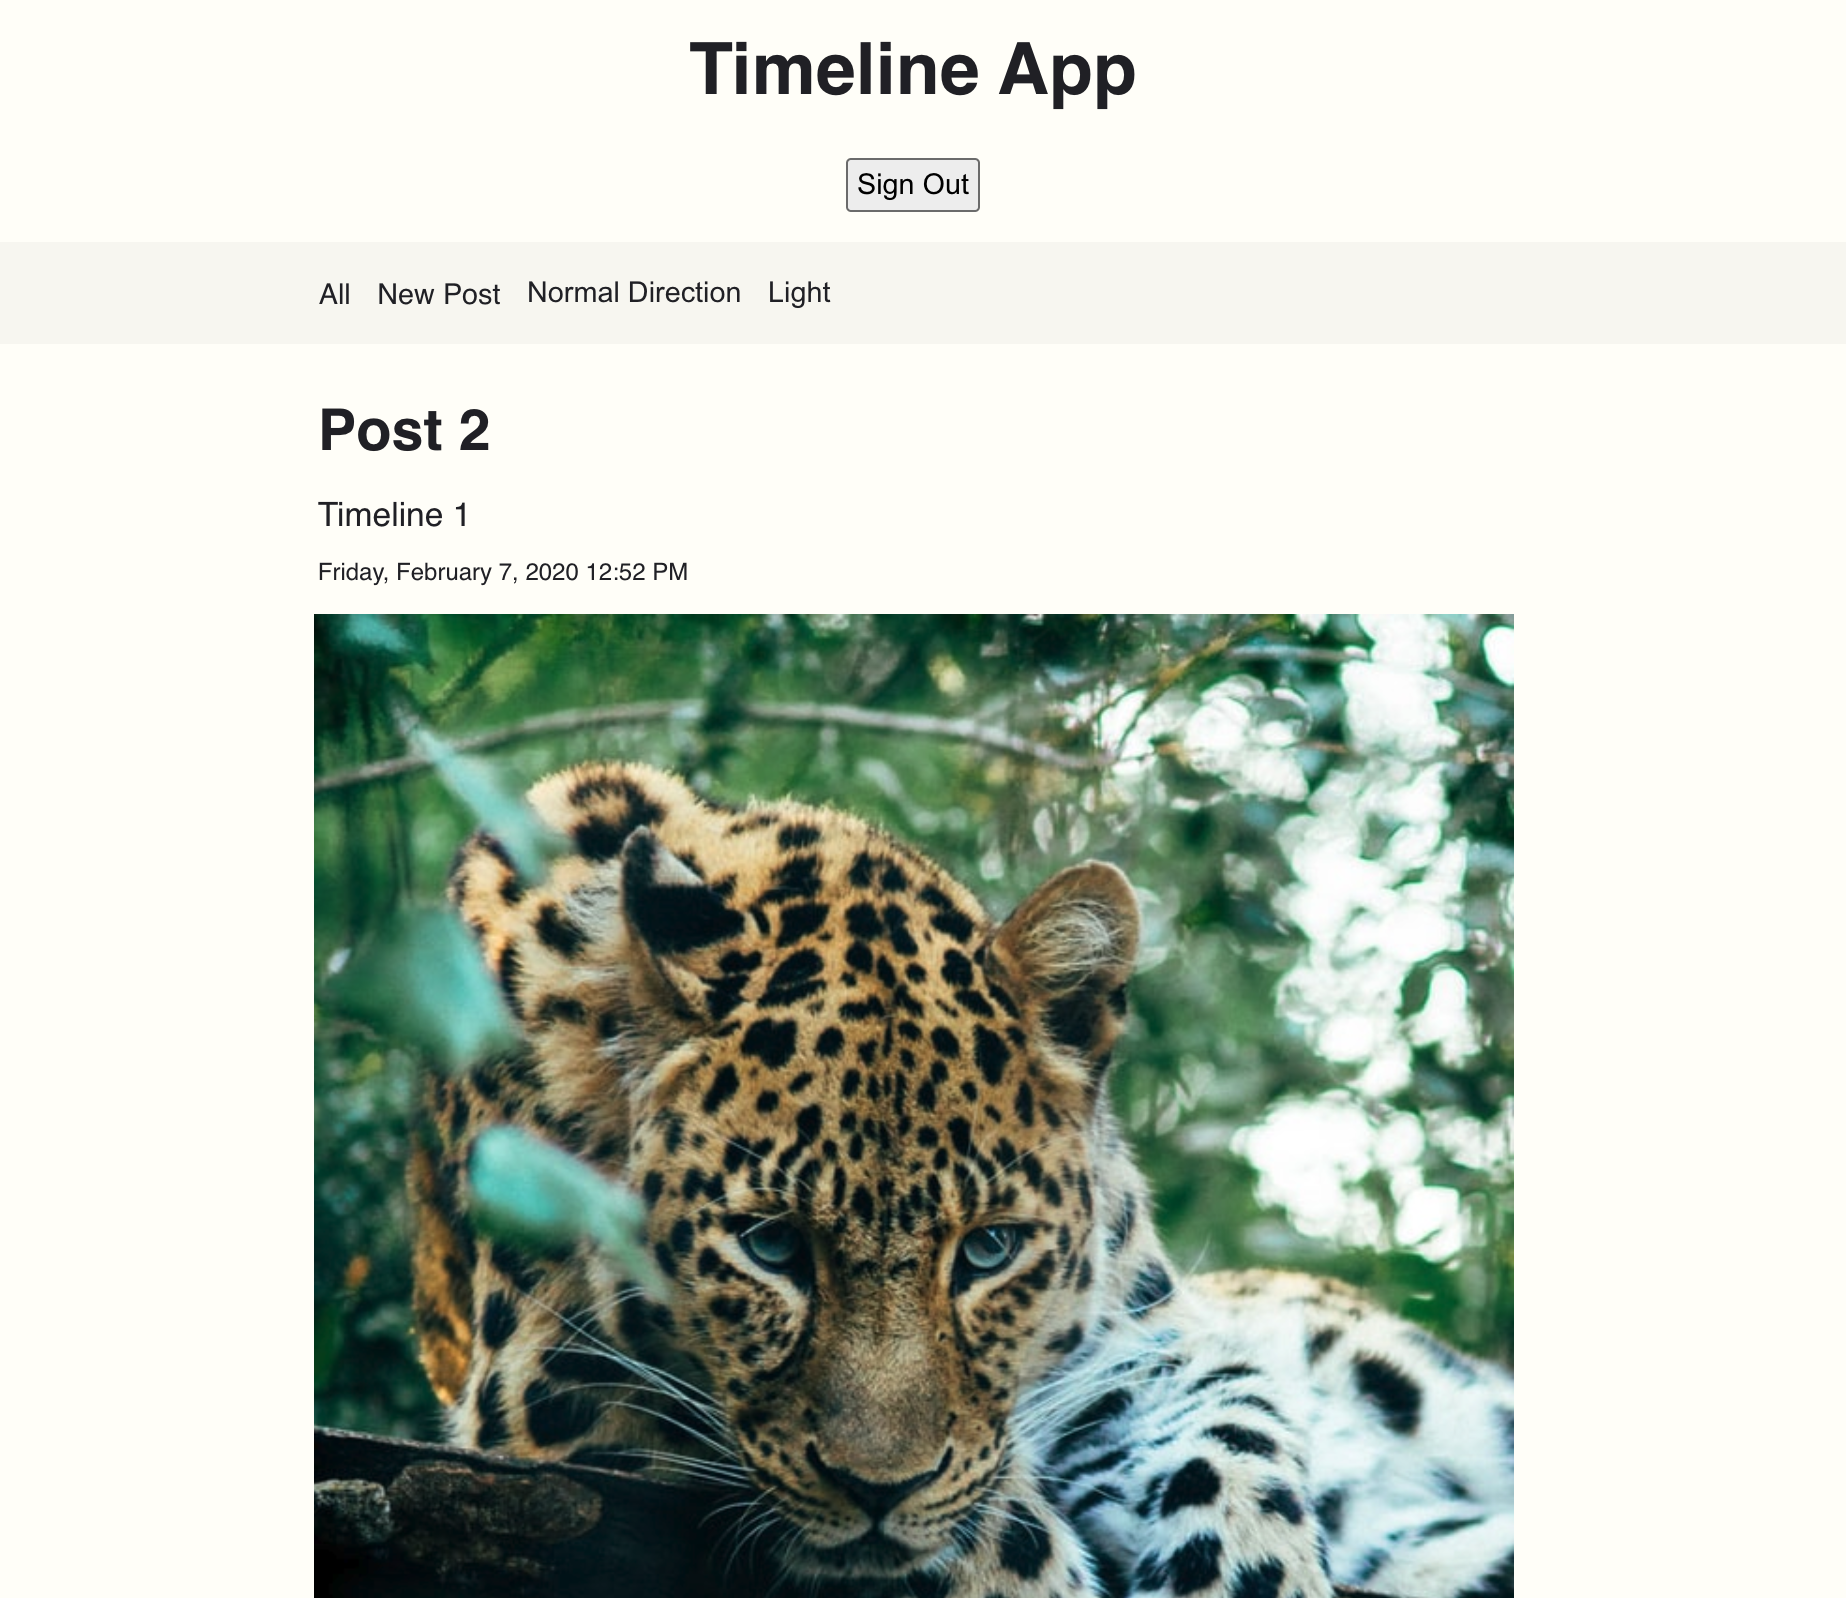 Timeline App
Sign Out
All New Post Normal Direction Light
Post 2
Timeline 1
Friday, February 7, 2020 12:52 PM